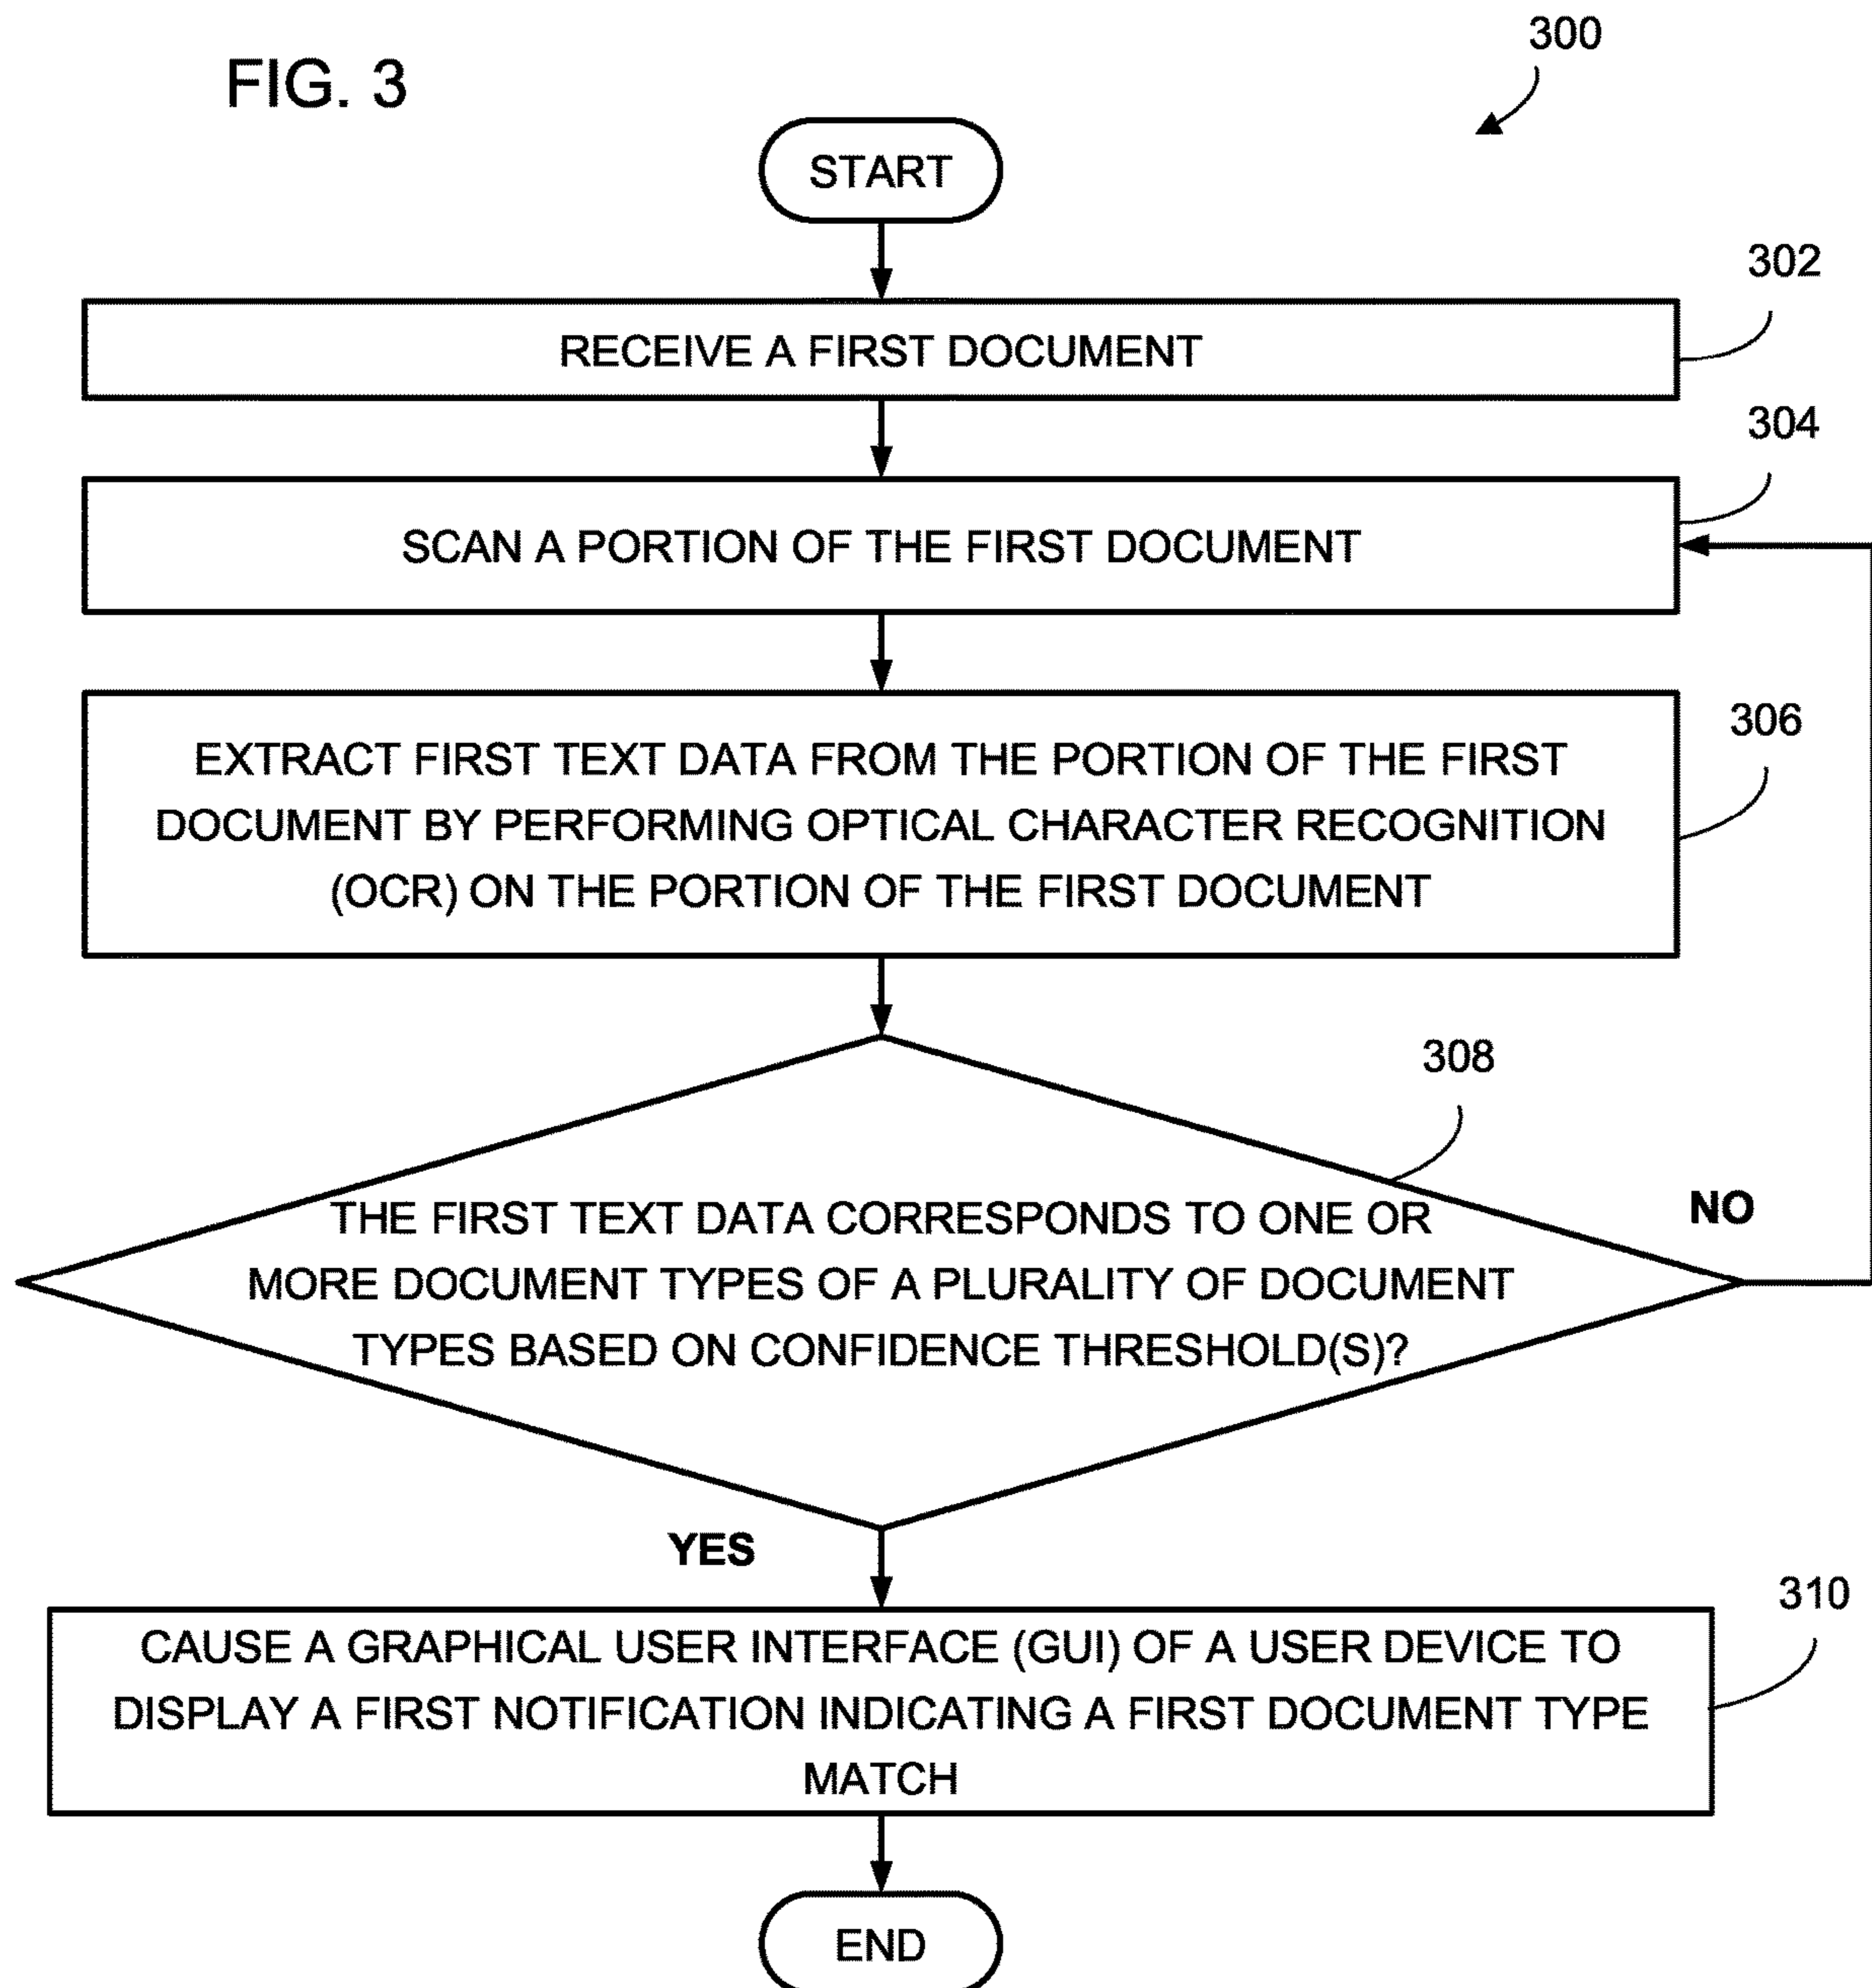 FIG. 3
300
START
302
RECEIVE A FIRST DOCUMENT
304
SCAN A PORTION OF THE FIRST DOCUMENT
306
EXTRACT FIRST TEXT DATA FROM THE PORTION OF THE FIRST
DOCUMENT BY PERFORMING OPTICAL CHARACTER RECOGNITION
(OCR) ON THE PORTION OF THE FIRST DOCUMENT
308
THE FIRST TEXT DATA CORRESPONDS TO ONE OR
MORE DOCUMENT TYPES OF A PLURALITY OF DOCUMENT
TYPES BASED ON CONFIDENCE THRESHOLD(S)?
NO
YES
310
CAUSE A GRAPHICAL USER INTERFACE (GUI) OF A USER DEVICE TO
DISPLAY A FIRST NOTIFICATION INDICATING A FIRST DOCUMENT TYPE
MATCH
END